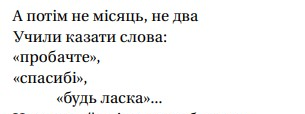 А потім не місяць, не два
Учили казати слова:
«пробачте»,
«спасибі»,
«будь ласка»...